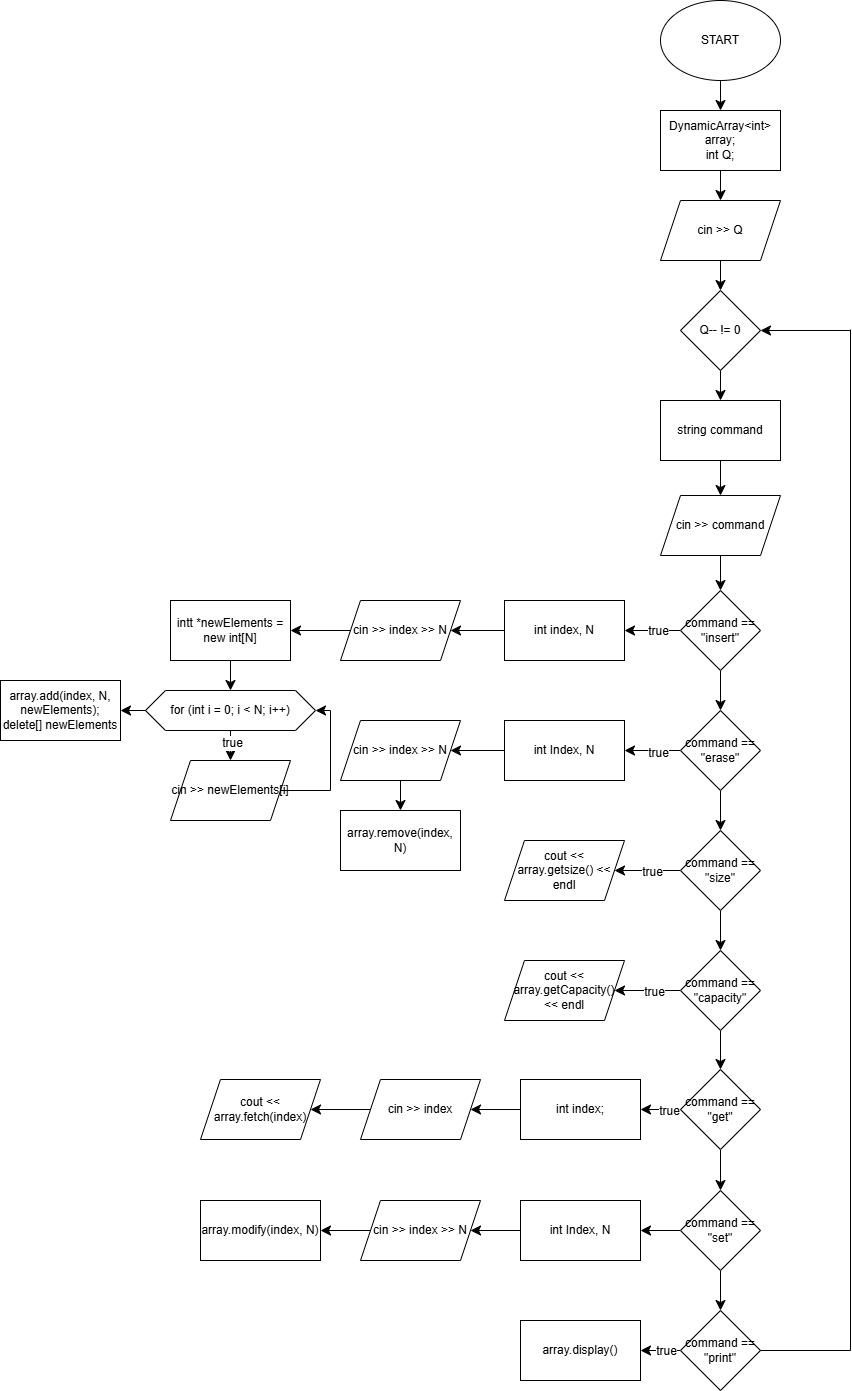 START
DynamicArray<int>
array;
int Q;
cin >> Q
Q-- != 0
string command
cin >> command
command ==
"insert"
true
int index, N
cin >> index >> N
intt *newElements =
new int[N]
for (int i = 0; i < N; i++)
array.add(index, N,
newElements);
delete[] newElements
true
cin >> newElements[i]
command ==
"erase"
true
int Index, N
cin >> index >> N
array.remove(index,
N)
command ==
"size"
true
cout <<
array.getsize() <<
endl
command ==
"capacity"
true
cout <<
array.getCapacity()
<< endl
command ==
"get"
true
int index;
cin >> index
cout <<
array.fetch(index)
command ==
"set"
int Index, N
cin >> index >> N
array.modify(index, N)
command ==
"print"
true
array.display()